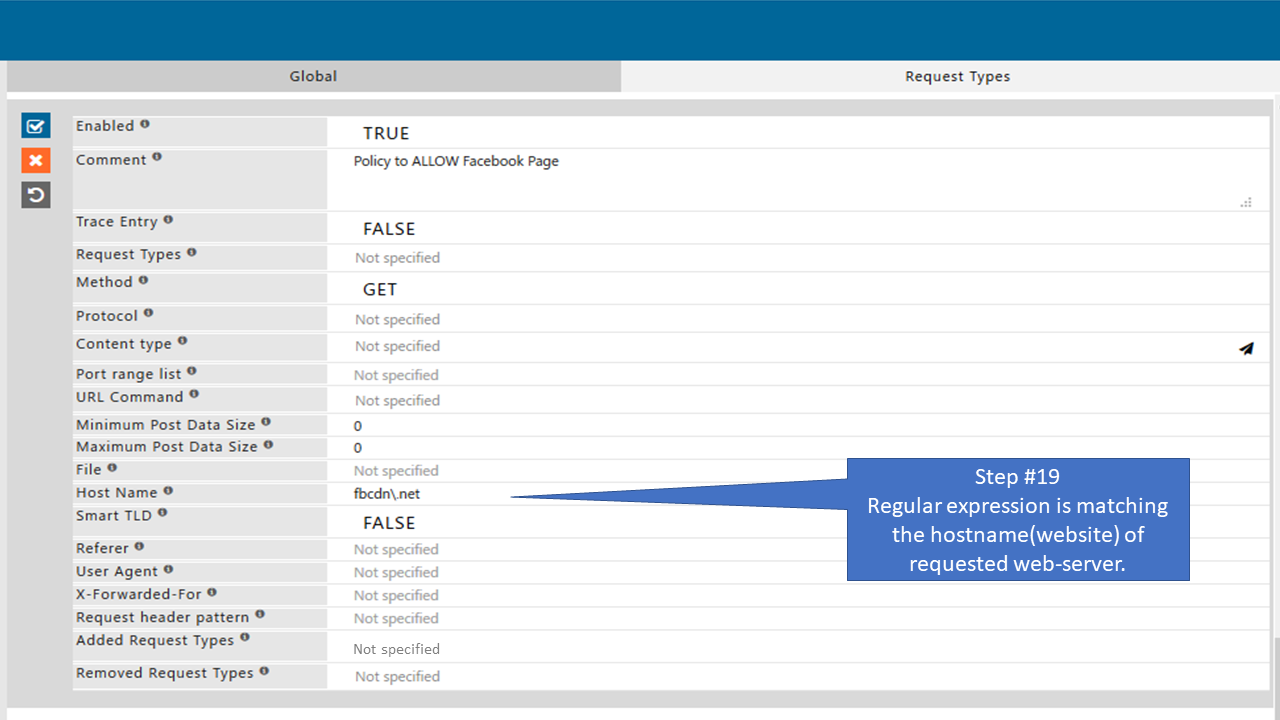 Global
Request Types
Enabled
TRUE
Comment
Policy to ALLOW Facebook Page
Trace Entry
FALSE
Request Types
Not specified
Method
GET
Protocol
Not specified
Content type
Not specified
Port range list
Not specified
URL Command
Not specified
Minimum Post Data Size
0
Maximum Post Data Size
0
File
Not specified
Host Name
fbcdn\.net
Smart TLD
FALSE
Referer
Not specified
User Agent
Not specified
X-Forwarded-For
Not specified
Request header pattern
Not specified
Added Request Types
Not specified
Removed Request Types
Not specified
Step #19
Regular expression is matching
the hostname(website) of
requested web-server.